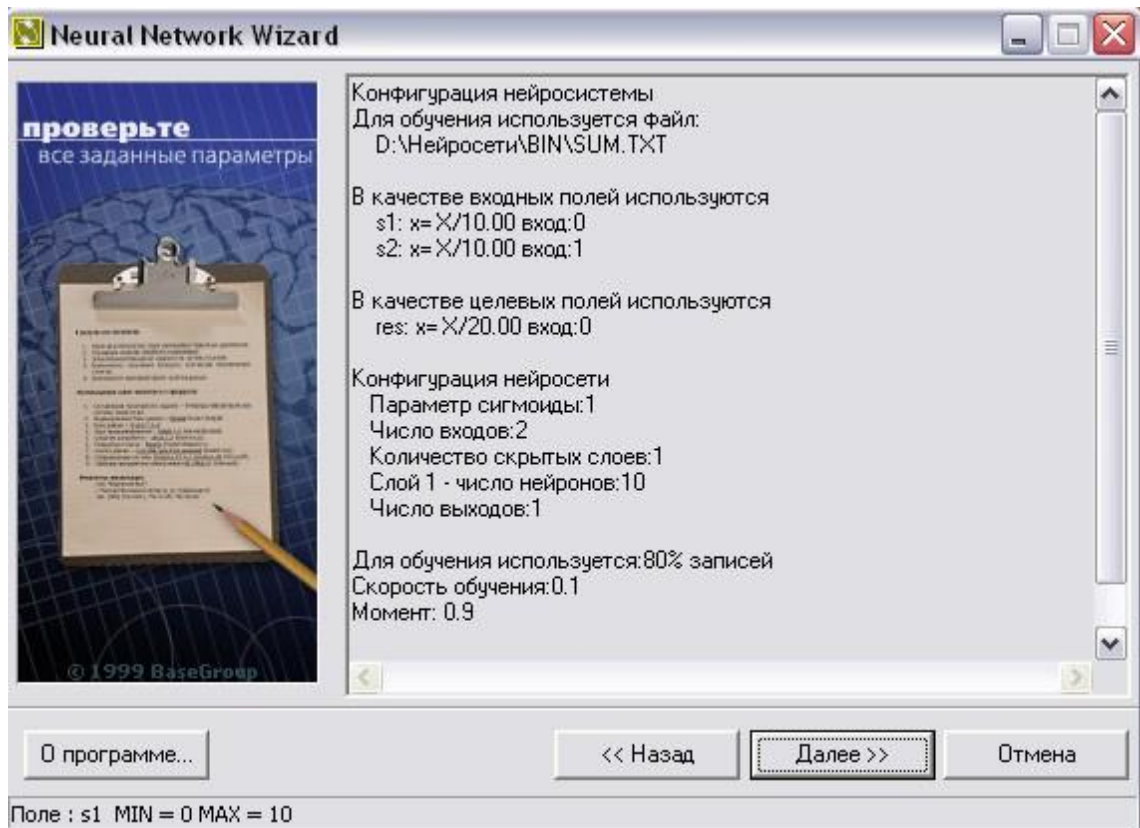 Neural Network Wizard
проверьте
все заданные параметры
© 1999 BaseGroup
Конфигурация нейросистемы
Для обучения используется файл:
D:\Нейросети\BIN\SUM.TXT
В качестве входных полей используются
s1: x= X/10.00 вход:0
s2: x= X/10.00 вход:1
В качестве целевых полей используются
res: x= X/20.00 вход:0
Конфигурация нейросети
Параметр сигмоиды:1
Число входов:2
Количество скрытых слоев:1
Слой 1 - число нейронов:10
Число выходов:1
Для обучения используется:80% записей
Скорость обучения:0.1
Момент: 0.9
О программе...
<< Назад
Далее >>
Отмена
Поле : s1 MIN = 0 MAX = 10